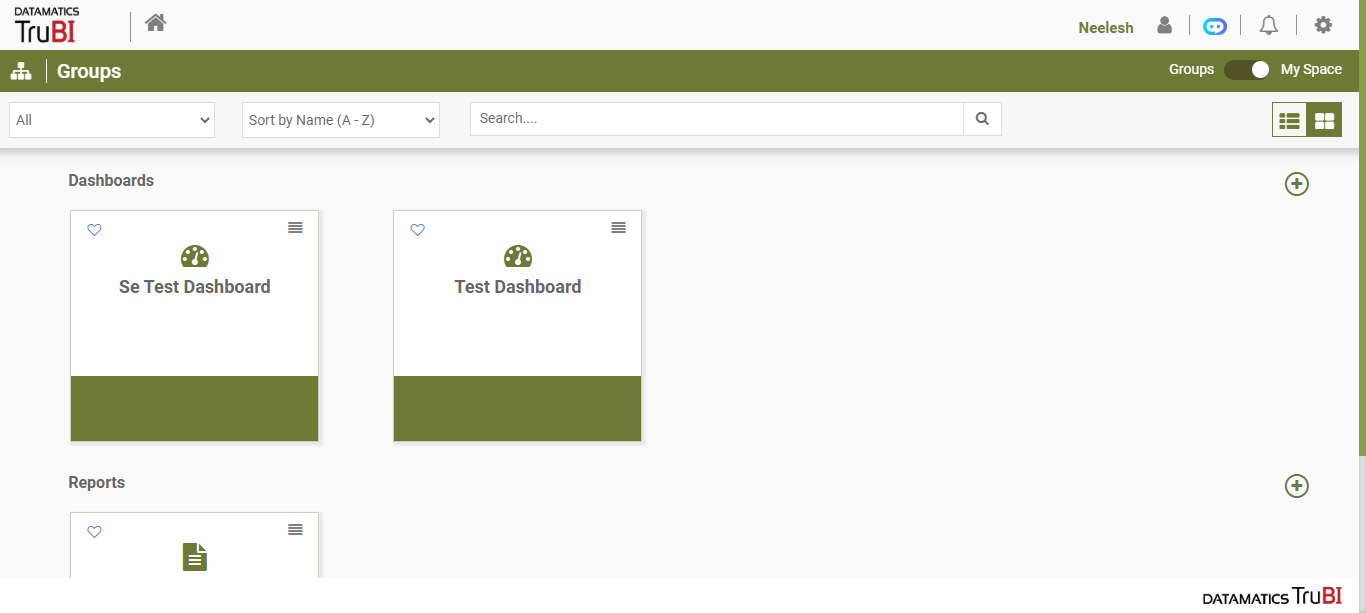 DATAMATICS
TruBI
Neelesh
Groups
Groups
My Space
All
Sort by Name (A - Z)
Search....
Dashboards
Se Test Dashboard
Test Dashboard
Reports
DATAMATICS TruBI